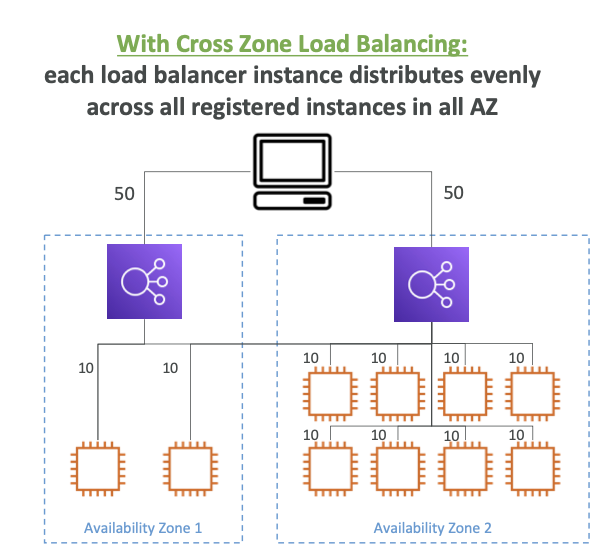 With Cross Zone Load Balancing:
each load balancer instance distributes evenly
across all registered instances in all AZ
50
50
10
10
10
10
10
10
10
10
10
10
Availability Zone 1
Availability Zone 2